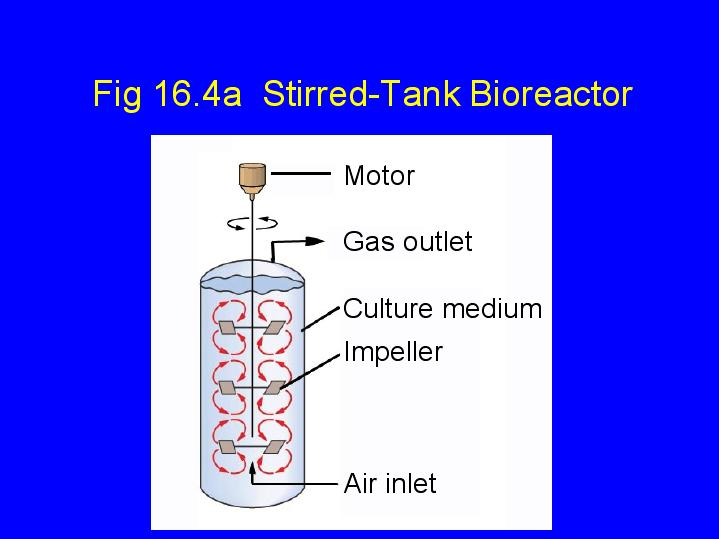 Fig 16.4a  Stirred-Tank Bioreactor
Motor
Gas outlet
Culture medium
Impeller
Air inlet